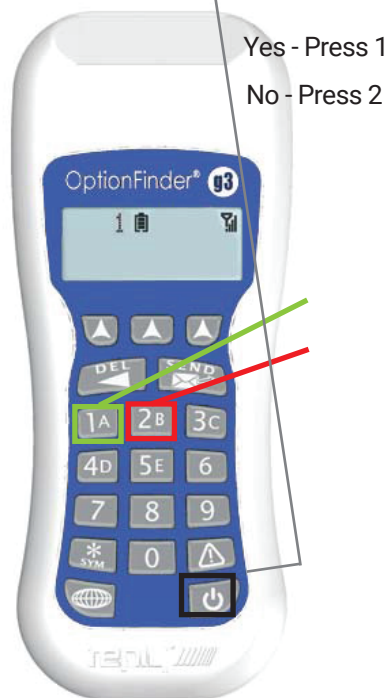 Yes - Press 1
No - Press 2
OptionFinder® g3
1
DEL SEND
1A 2B 3C
4D 5E 6
7 8 9
* SYM 0